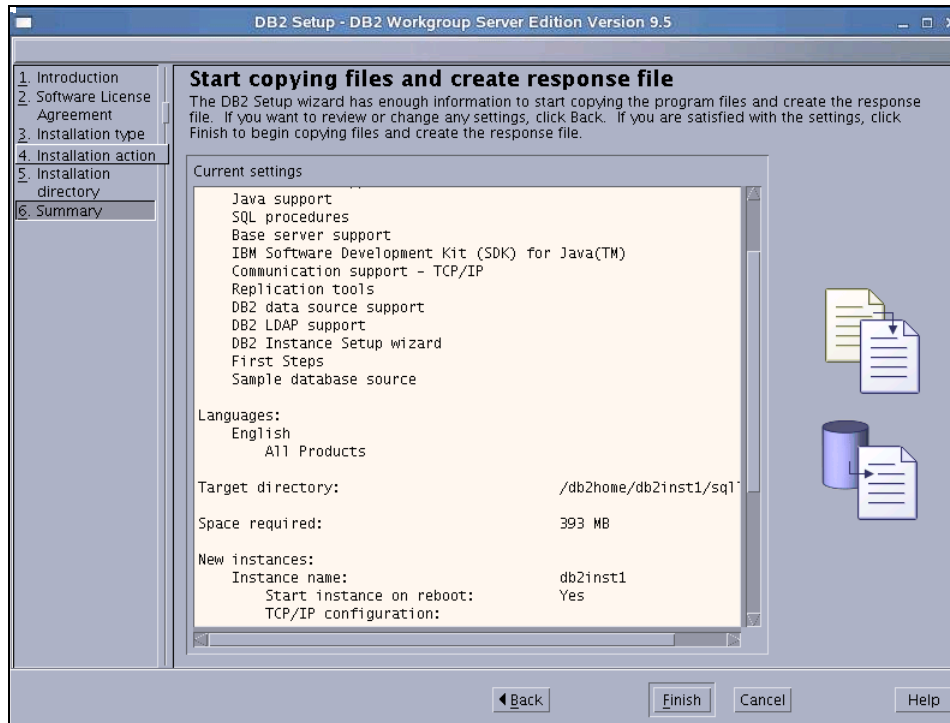 DB2 Setup - DB2 Workgroup Server Edition Version 9.5
1. Introduction
2. Software License
Agreement
3. Installation type
4. Installation action
5. Installation
directory
6. Summary
Start copying files and create response file
The DB2 Setup wizard has enough information to start copying the program files and create the response
file. If you want to review or change any settings, click Back. If you are satisfied with the settings, click
Finish to begin copying files and create the response file.
Current settings
Java support
SQL procedures
Base server support
IBM Software Development Kit (SDK) for Java(TM)
Communication support - TCP/IP
Replication tools
DB2 data source support
DB2 LDAP support
DB2 Instance Setup wizard
First Steps
Sample database source
Languages:
English
All Products
Target directory: /db2home/db2inst1/sql
Space required: 393 MB
New instances:
Instance name: db2inst1
Start instance on reboot: Yes
TCP/IP configuration:
Back Finish Cancel Help